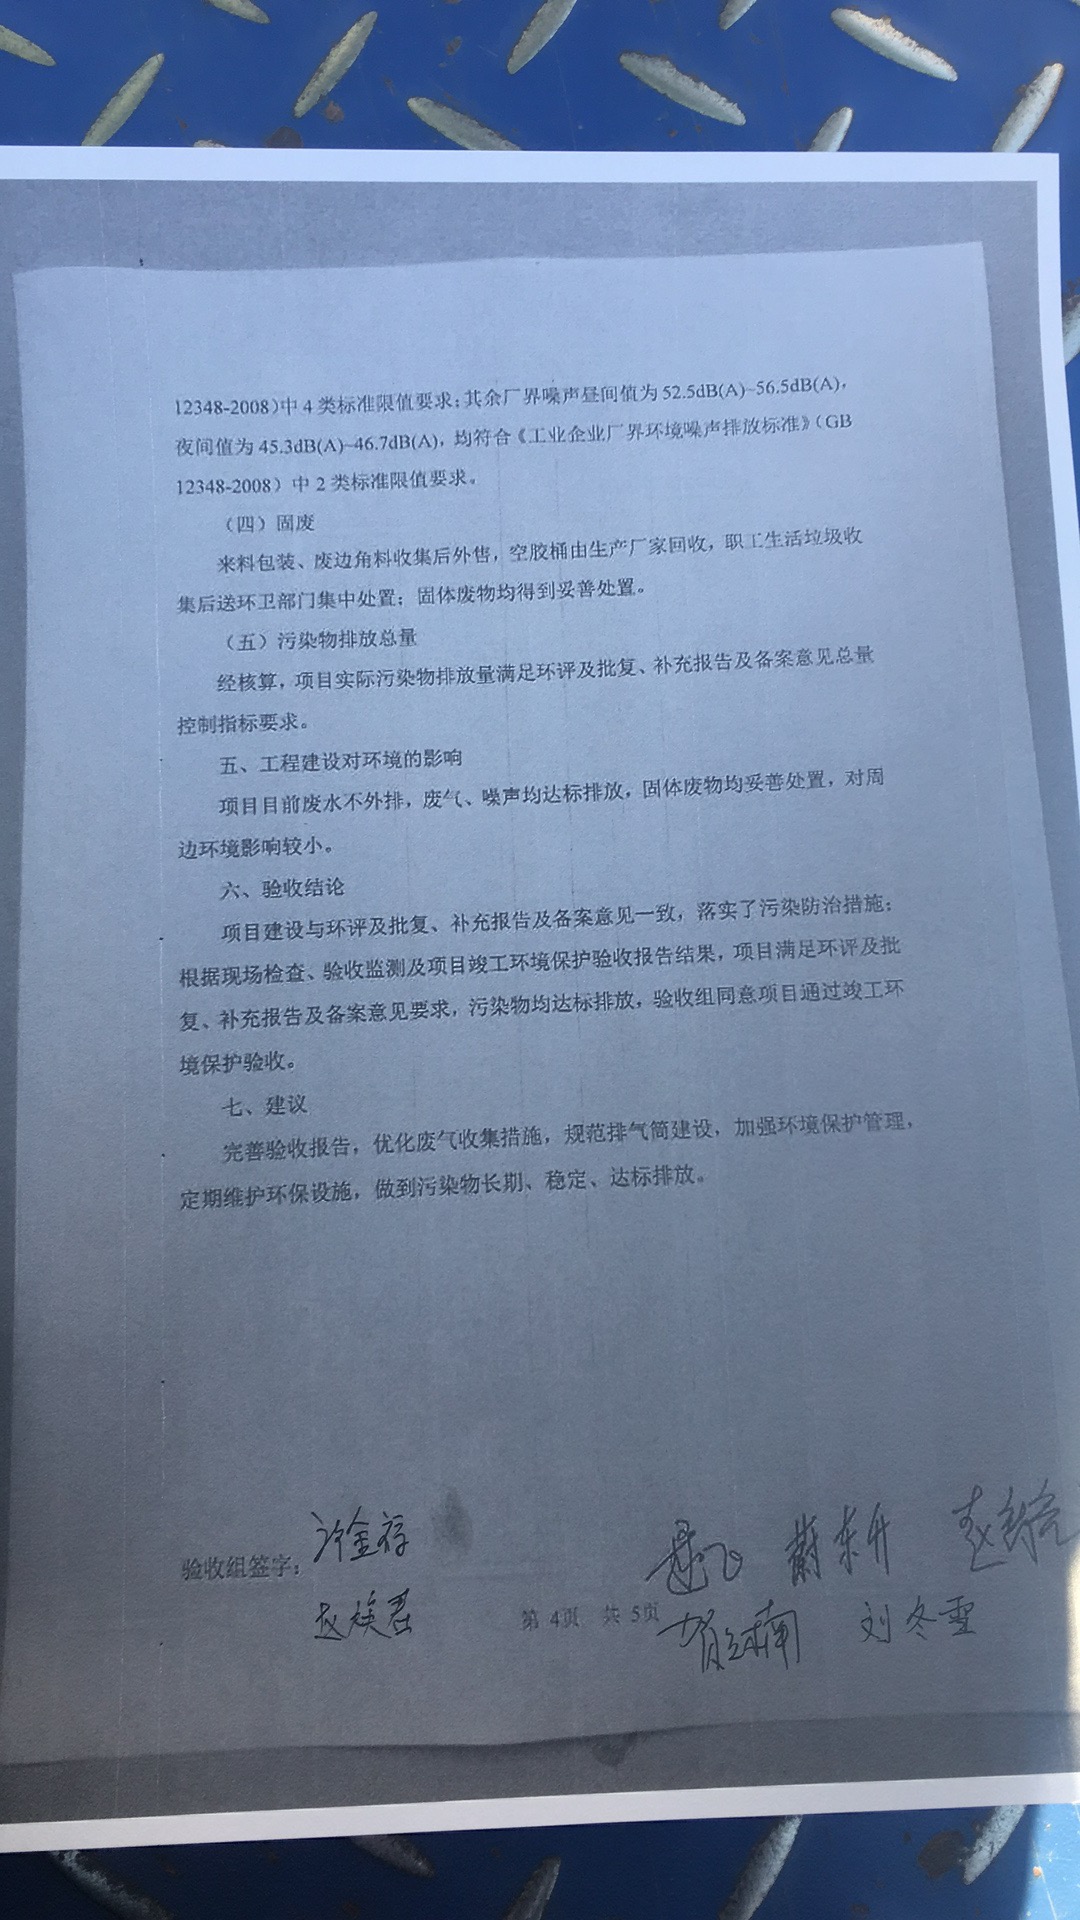 12348-2008)中 4 类标准限值要求;其余厂界噪声昼间值为 52.5dB(A)~56.5dB(A),
夜间值为 45.3dB(A)~46.7dB(A)，均符合《工业企业厂界环境噪声排放标准》（GB
12348-2008）中 2 类标准限值要求。
（四）固废
来料包装、废边角料收集后外售，空胶桶由生产厂家回收，职工生活垃圾收
集后送环卫部门集中处置；固体废物均得到妥善处置。
（五）污染物排放总量
经核算，项目实际污染物排放量满足环评及批复、补充报告及备案意见总量
控制指标要求。
五、工程建设对环境的影响
项目目前废水不外排，废气、噪声均达标排放，固体废物均妥善处置，对周
边环境影响较小。
六、验收结论
项目建设与环评及批复、补充报告及备案意见一致，落实了污染防治措施；
根据现场检查、验收监测及项目竣工环境保护验收报告结果，项目满足环评及批
复、补充报告及备案意见要求，污染物均达标排放，验收组同意项目通过竣工环
境保护验收。
七、建议
完善验收报告，优化废气收集措施，规范排气筒建设，加强环境保护管理，
定期维护环保设施，做到污染物长期、稳定、达标排放。
验收组签字：
第 4页 共 5页
刘冬雪